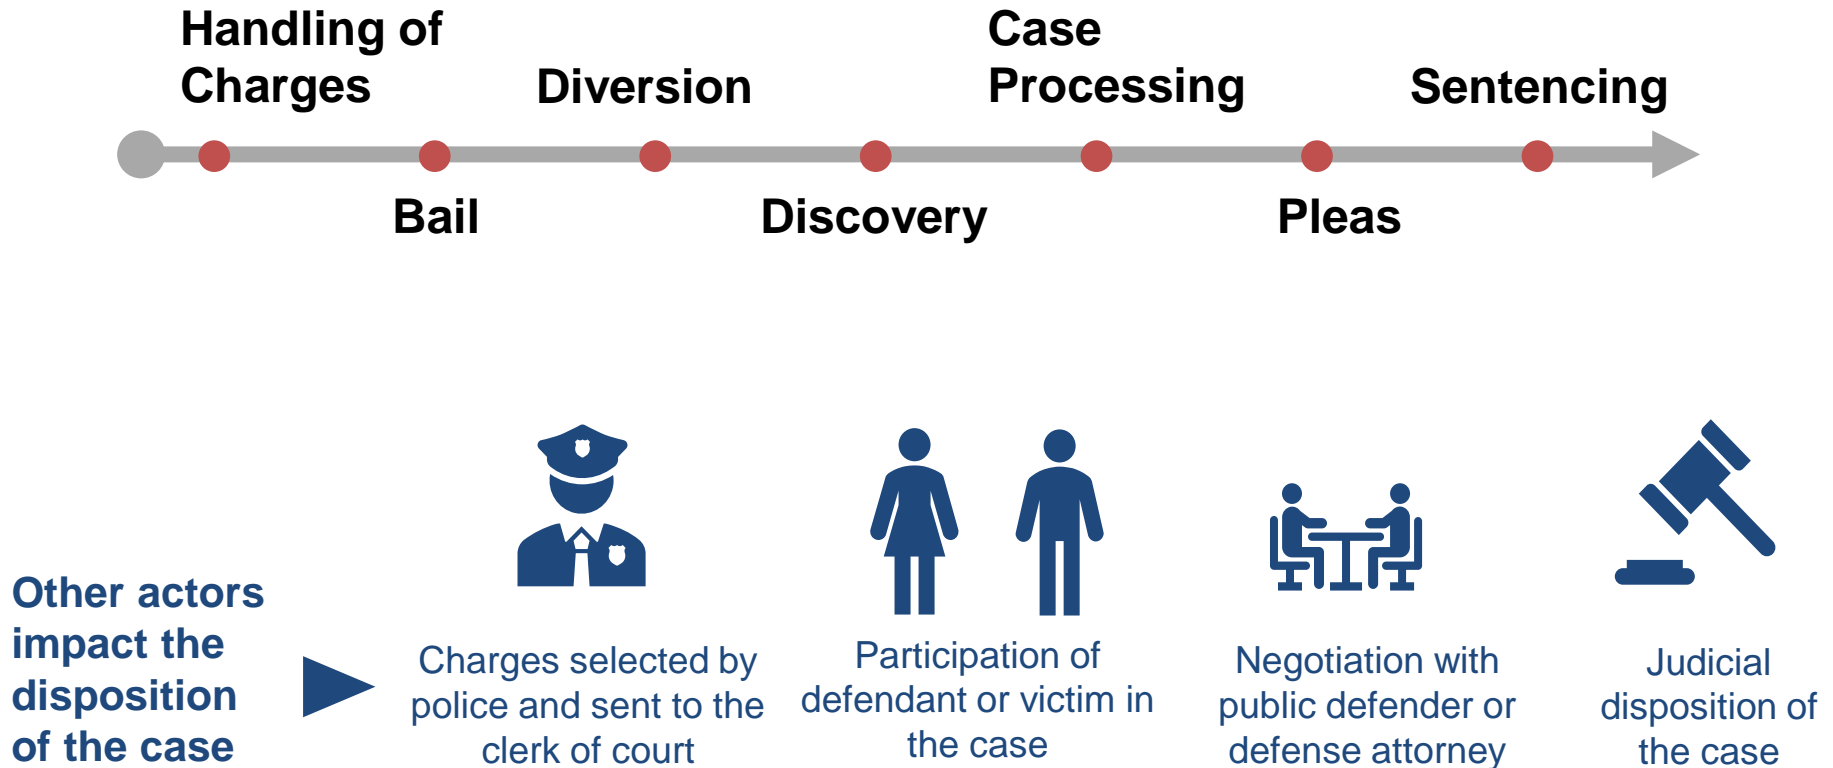 Handling of
Charges
Diversion
Case
Processing
Sentencing
Bail
Discovery
Pleas
Other actors
impact the
disposition
of the case
Charges selected by
police and sent to the
clerk of court
Participation of
defendant or victim in
the case
Negotiation with
public defender or
defense attorney
Judicial
disposition of
the case